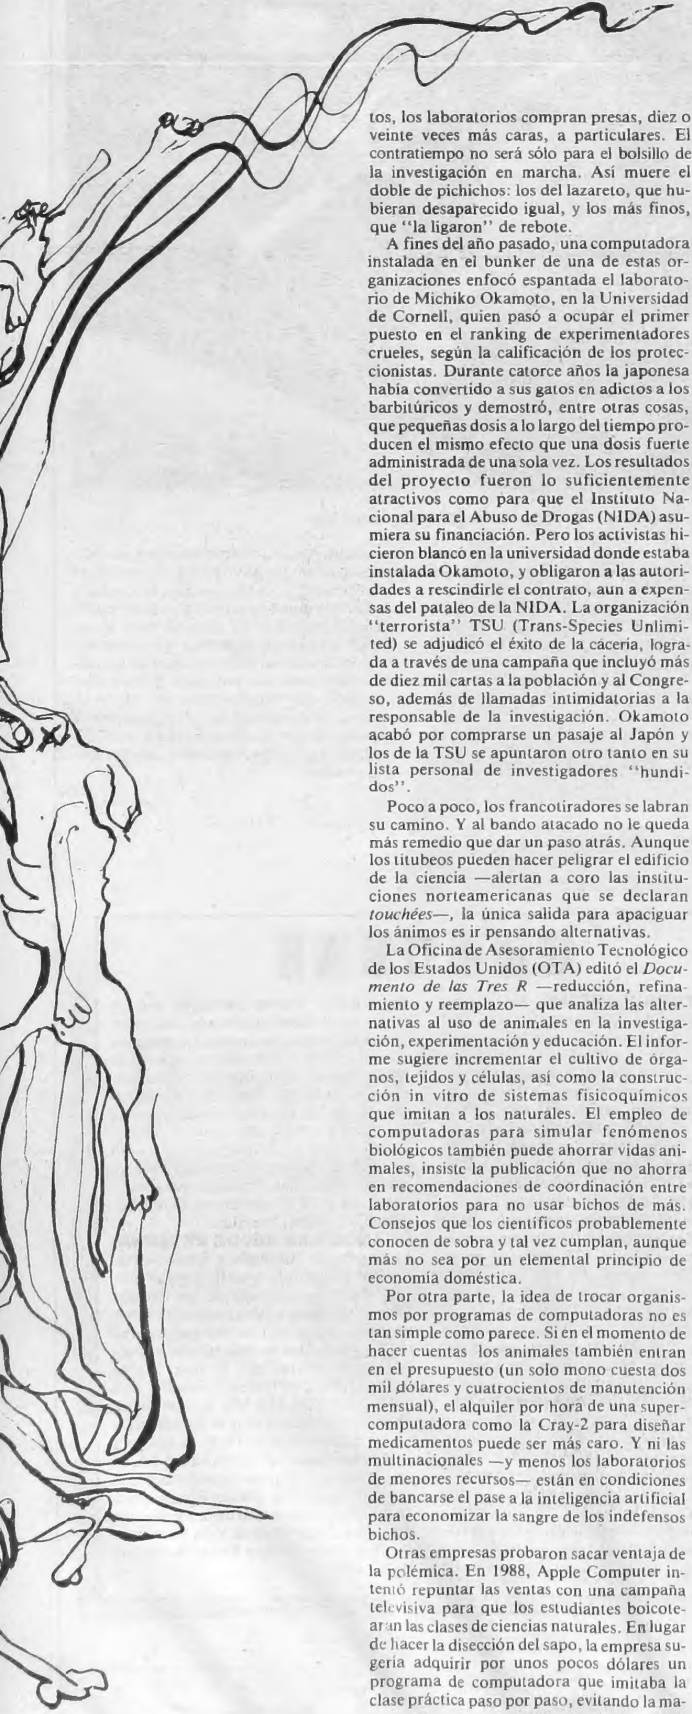 tos, los laboratorios compran presas, diez o
veinte veces más caras, a particulares. El
contratiempo no será sólo para el bolsillo de
la investigación en marcha. Así muere el
doble de pichichos: los del lazareto, que hu-
bieran desaparecido igual, y los más finos,
que "la ligaron" de rebote.
A fines del año pasado, una computadora
instalada en el bunker de una de estas or-
ganizaciones enfocó espantada el laborato-
rio de Michiko Okamoto, en la Universidad
de Cornell, quien pasó a ocupar el primer
puesto en el ranking de experimentadores
crueles, según la calificación de los protec-
cionistas. Durante catorce años la japonesa
había convertido a sus gatos en adictos a los
barbitúricos y demostró, entre otras cosas,
que pequeñas dosis a lo largo del tiempo pro-
ducen el mismo efecto que una dosis fuerte
administrada de una sola vez. Los resultados
del proyecto fueron lo suficientemente
atractivos como para que el Instituto Na-
cional para el Abuso de Drogas (NIDA) asu-
miera su financiación. Pero los activistas hi-
cieron blanco en la universidad donde estaba
instalada Okamoto, y obligaron a las autori-
dades a rescindirle el contrato, aun a expen-
sas del pataleo de la NIDA. La organización
"terrorista" TSU (Trans-Species Unlimi-
ted) se adjudicó el éxito de la cacería, logra-
da a través de una campaña que incluyó más
de diez mil cartas a la población y al Congre-
so, además de llamadas intimidatorias a la
responsable de la investigación. Okamoto
acabó por comprarse un pasaje al Japón y
los de la TSU se apuntaron otro tanto en su
lista personal de investigadores "hundi-
dos".
Poco a poco, los francotiradores se labran
su camino. Y al bando atacado no le queda
más remedio que dar un paso atrás. Aunque
los titubeos pueden hacer peligrar el edificio
de la ciencia —alertan a coro las institu-
ciones norteamericanas que se declaran
touchées—, la única salida para apaciguar
los ánimos es ir pensando alternativas.
La Oficina de Asesoramiento Tecnológico
de los Estados Unidos (OTA) editó el Docu-
mento de las Tres R —reducción, refina-
miento y reemplazo— que analiza las alter-
nativas al uso de animales en la investiga-
ción, experimentación y educación. El infor-
me sugiere incrementar el cultivo de órga-
nos, tejidos y células, así como la construc-
ción in vitro de sistemas fisicoquímicos
que imitan a los naturales. El empleo de
computadoras para simular fenómenos
biológicos también puede ahorrar vidas ani-
males, insiste la publicación que no ahorra
en recomendaciones de coordinación entre
laboratorios para no usar bichos de más.
Consejos que los científicos probablemente
conocen de sobra y tal vez cumplan, aunque
más no sea por un elemental principio de
economía doméstica.
Por otra parte, la idea de trocar organis-
mos por programas de computadoras no es
tan simple como parece. Si en el momento de
hacer cuentas los animales también entran
en el presupuesto (un solo mono cuesta dos
mil dólares y cuatrocientos de manutención
mensual), el alquiler por hora de una super-
computadora como la Cray-2 para diseñar
medicamentos puede ser más caro. Y ni las
multinacionales —y menos los laboratorios
de menores recursos— están en condiciones
de bancarse el pase a la inteligencia artificial
para economizar la sangre de los indefensos
bichos.
Otras empresas probaron sacar ventaja de
la polémica. En 1988, Apple Computer in-
tentó repuntar las ventas con una campaña
televisiva para que los estudiantes boicote-
aran las clases de ciencias naturales. En lugar
de hacer la disección del sapo, la empresa su-
gería adquirir por unos pocos dólares un
programa de computadora que imitaba la
clase práctica paso por paso, evitando la ma-